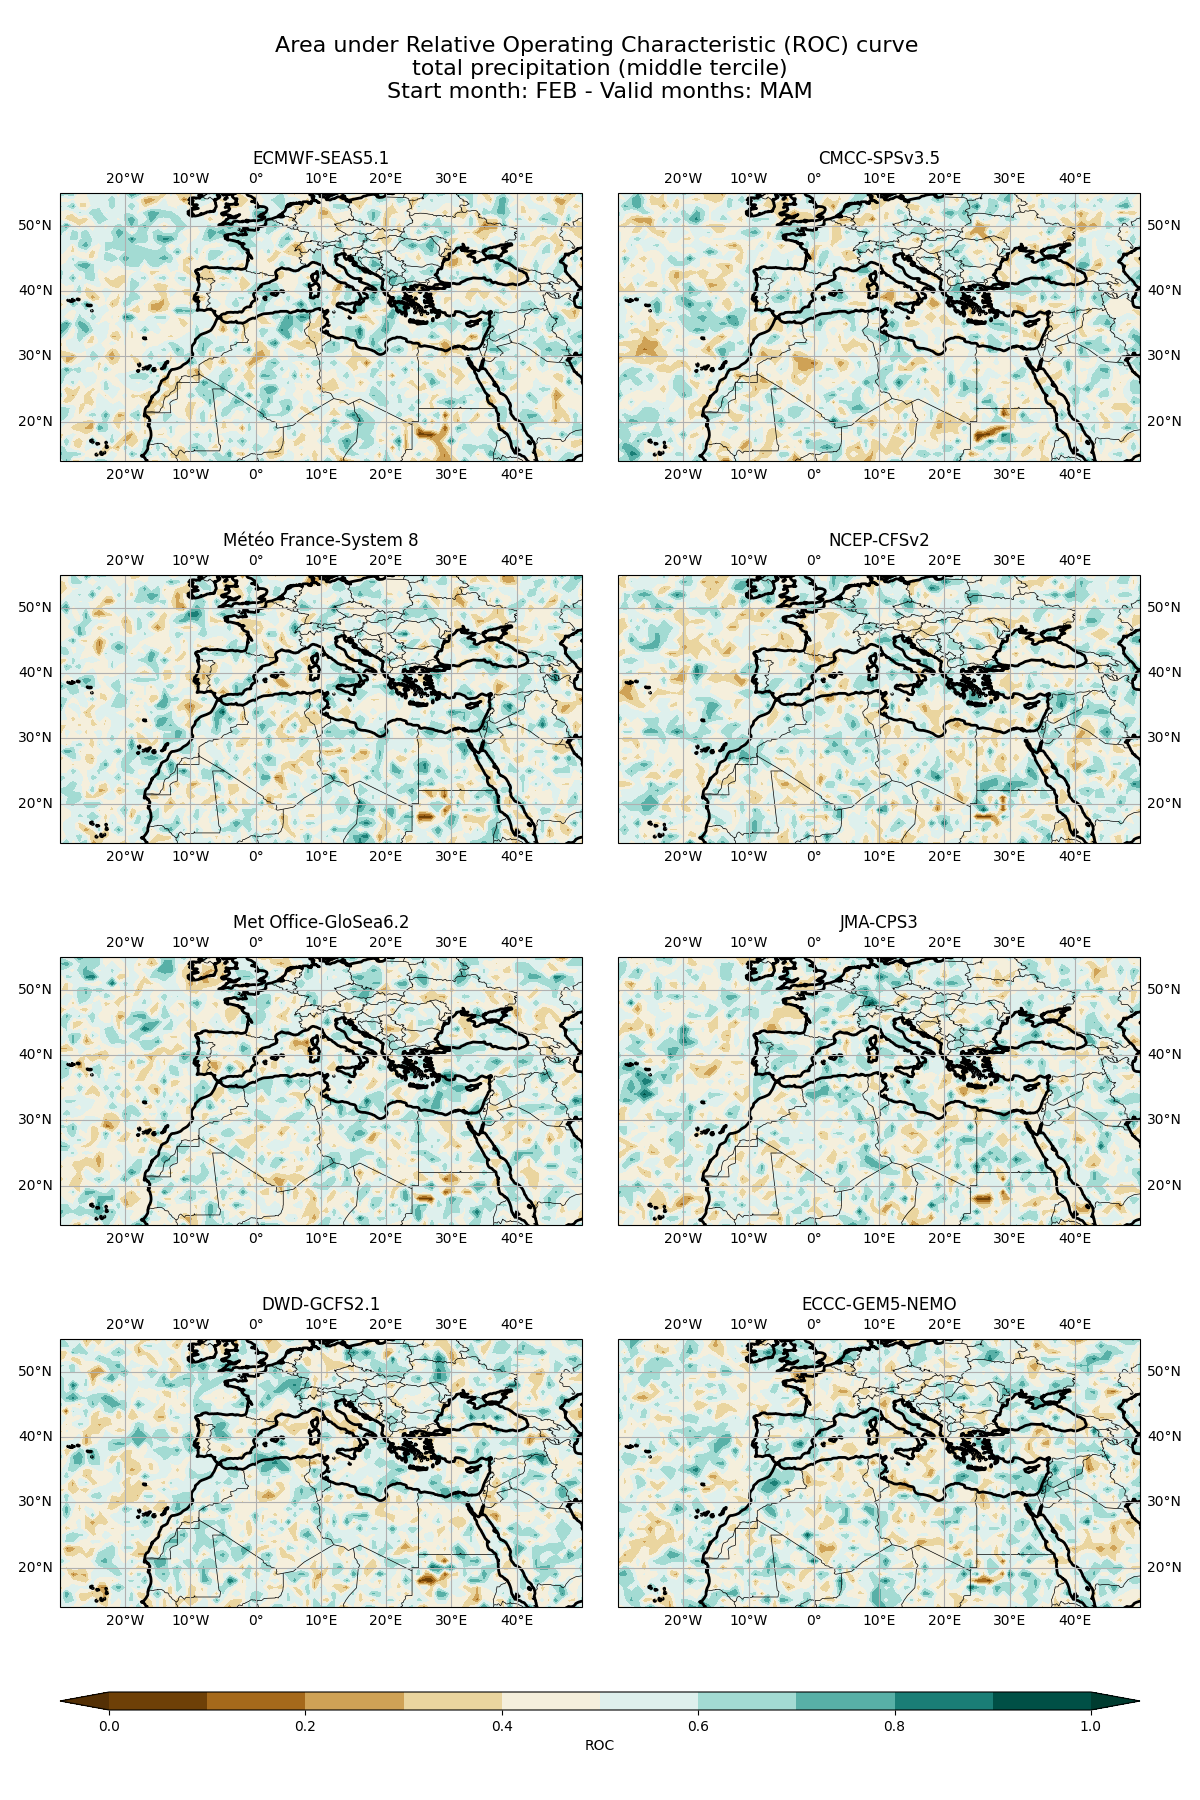 Area under Relative Operating Characteristic (ROC) curve
total precipitation (middle tercile)
Start month: FEB - Valid months: MAM
ECMWF-SEAS5.1
20°W 10°W 0° 10°E 20°E 30°E 40°E
50°N
40°N
30°N
20°N
20°W 10°W 0° 10°E 20°E 30°E 40°E
CMCC-SPSv3.5
20°W 10°W 0° 10°E 20°E 30°E 40°E
50°N
40°N
30°N
20°N
20°W 10°W 0° 10°E 20°E 30°E 40°E
Météo France-System 8
20°W 10°W 0° 10°E 20°E 30°E 40°E
50°N
40°N
30°N
20°N
20°W 10°W 0° 10°E 20°E 30°E 40°E
NCEP-CFSv2
20°W 10°W 0° 10°E 20°E 30°E 40°E
50°N
40°N
30°N
20°N
20°W 10°W 0° 10°E 20°E 30°E 40°E
Met Office-GloSea6.2
20°W 10°W 0° 10°E 20°E 30°E 40°E
50°N
40°N
30°N
20°N
20°W 10°W 0° 10°E 20°E 30°E 40°E
JMA-CPS3
20°W 10°W 0° 10°E 20°E 30°E 40°E
50°N
40°N
30°N
20°N
20°W 10°W 0° 10°E 20°E 30°E 40°E
DWD-GCFS2.1
20°W 10°W 0° 10°E 20°E 30°E 40°E
50°N
40°N
30°N
20°N
20°W 10°W 0° 10°E 20°E 30°E 40°E
ECCC-GEM5-NEMO
20°W 10°W 0° 10°E 20°E 30°E 40°E
50°N
40°N
30°N
20°N
20°W 10°W 0° 10°E 20°E 30°E 40°E
0.0 0.2 0.4 0.6 0.8 1.0
ROC